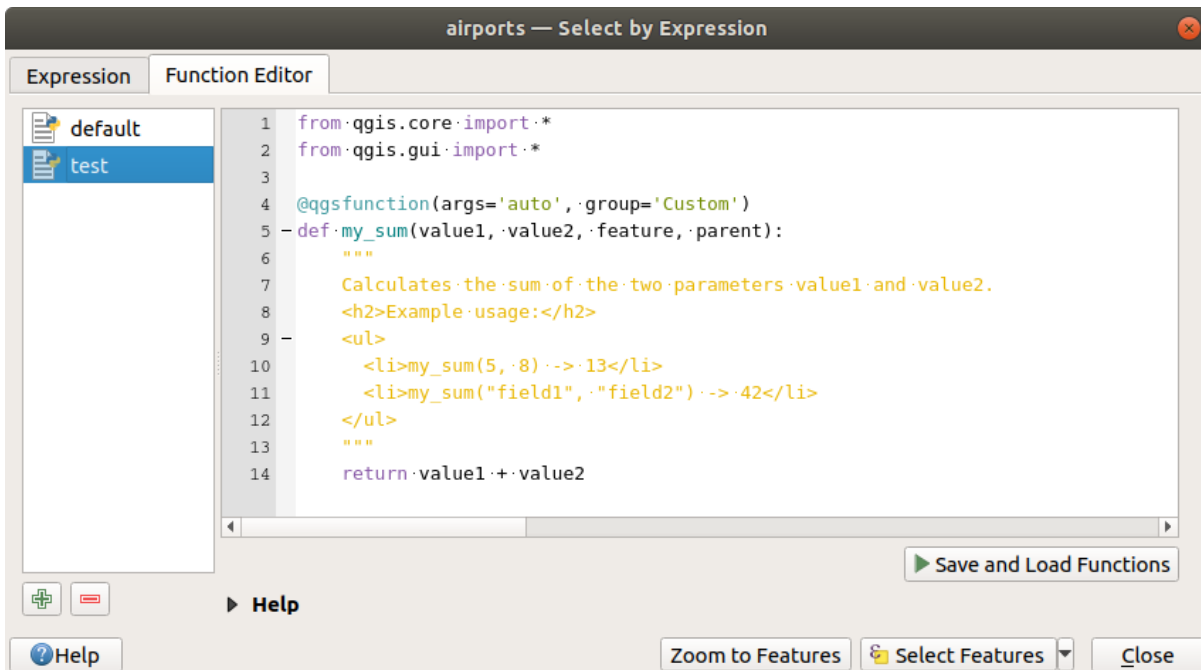 airports — Select by Expression
Expression
Function Editor
default
test
1 from qgis.core import *
2 from qgis.gui import *
3
4 @qgsfunction(args='auto', group='Custom')
5 def my_sum(value1, value2, feature, parent):
6 """
7 Calculates the sum of the two parameters value1 and value2.
8 <h2>Example usage:</h2>
9 <ul>
10 <li>my_sum(5, 8) -> 13</li>
11 <li>my_sum("field1", "field2") -> 42</li>
12 </ul>
13 """
14 return value1 + value2
Save and Load Functions
Help
Help
Zoom to Features
Select Features
Close